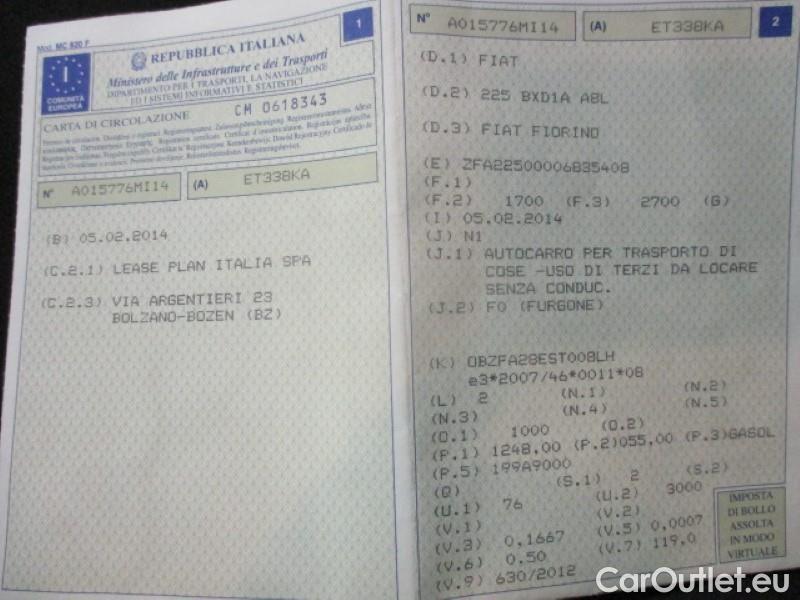 Mod. MC 820 F
1
I
COMUNITÀ
EUROPEA
REPUBBLICA ITALIANA
Ministero delle Infrastrutture e dei Trasporti
DIPARTIMENTO PER I TRASPORTI, LA NAVIGAZIONE
ED I SISTEMI INFORMATIVI E STATISTICI
CARTA DI CIRCOLAZIONE CM 0618343
N° A015776MI14 (A) ET338KA
(B) 05.02.2014
(C.2.1) LEASE PLAN ITALIA SPA
(C.2.3) VIA ARGENTIERI 23
BOLZANO-BOZEN (BZ)
N° A015776MI14 (A) ET338KA 2
(D.1) FIAT
(D.2) 225 BXD1A ABL
(D.3) FIAT FIORINO
(E) ZFA22500006835408
(F.1)
(F.2) 1700 (F.3) 2700 (G)
(I) 05.02.2014
(J) N1
(J.1) AUTOCARRO PER TRASPORTO DI
COSE -USO DI TERZI DA LOCARE
SENZA CONDUC.
(J.2) F0 (FURGONE)
(K) OBZFA28EST008LH
e3*2007/46*0011*08
(L) 2 (N.1) (N.2)
(N.3) (N.4) (N.5)
(O.1) 1000 (O.2)
(P.1) 1248,00 (P.2)055,00 (P.3)GASOL
(P.5) 199A9000
(Q) (S.1) 2 (S.2)
(U.1) 76 (U.2) 3000
(V.1) (V.2)
(V.3) 0,1667 (V.5) 0,0007
(V.6) 0,50 (V.7) 119,0
(V.9) 630/2012
IMPOSTA
DI BOLLO
ASSOLTA
IN MODO
VIRTUALE
CarOutlet.eu